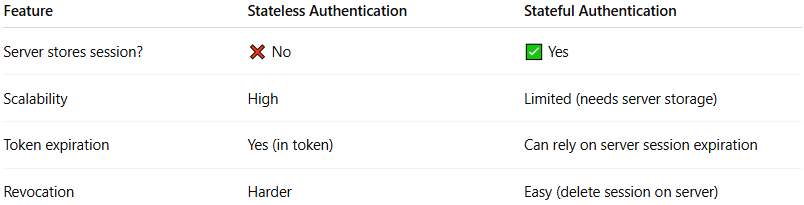 Feature Stateless Authentication Stateful Authentication
Server stores session? ❌ No ✅ Yes
Scalability High Limited (needs server storage)
Token expiration Yes (in token) Can rely on server session expiration
Revocation Harder Easy (delete session on server)